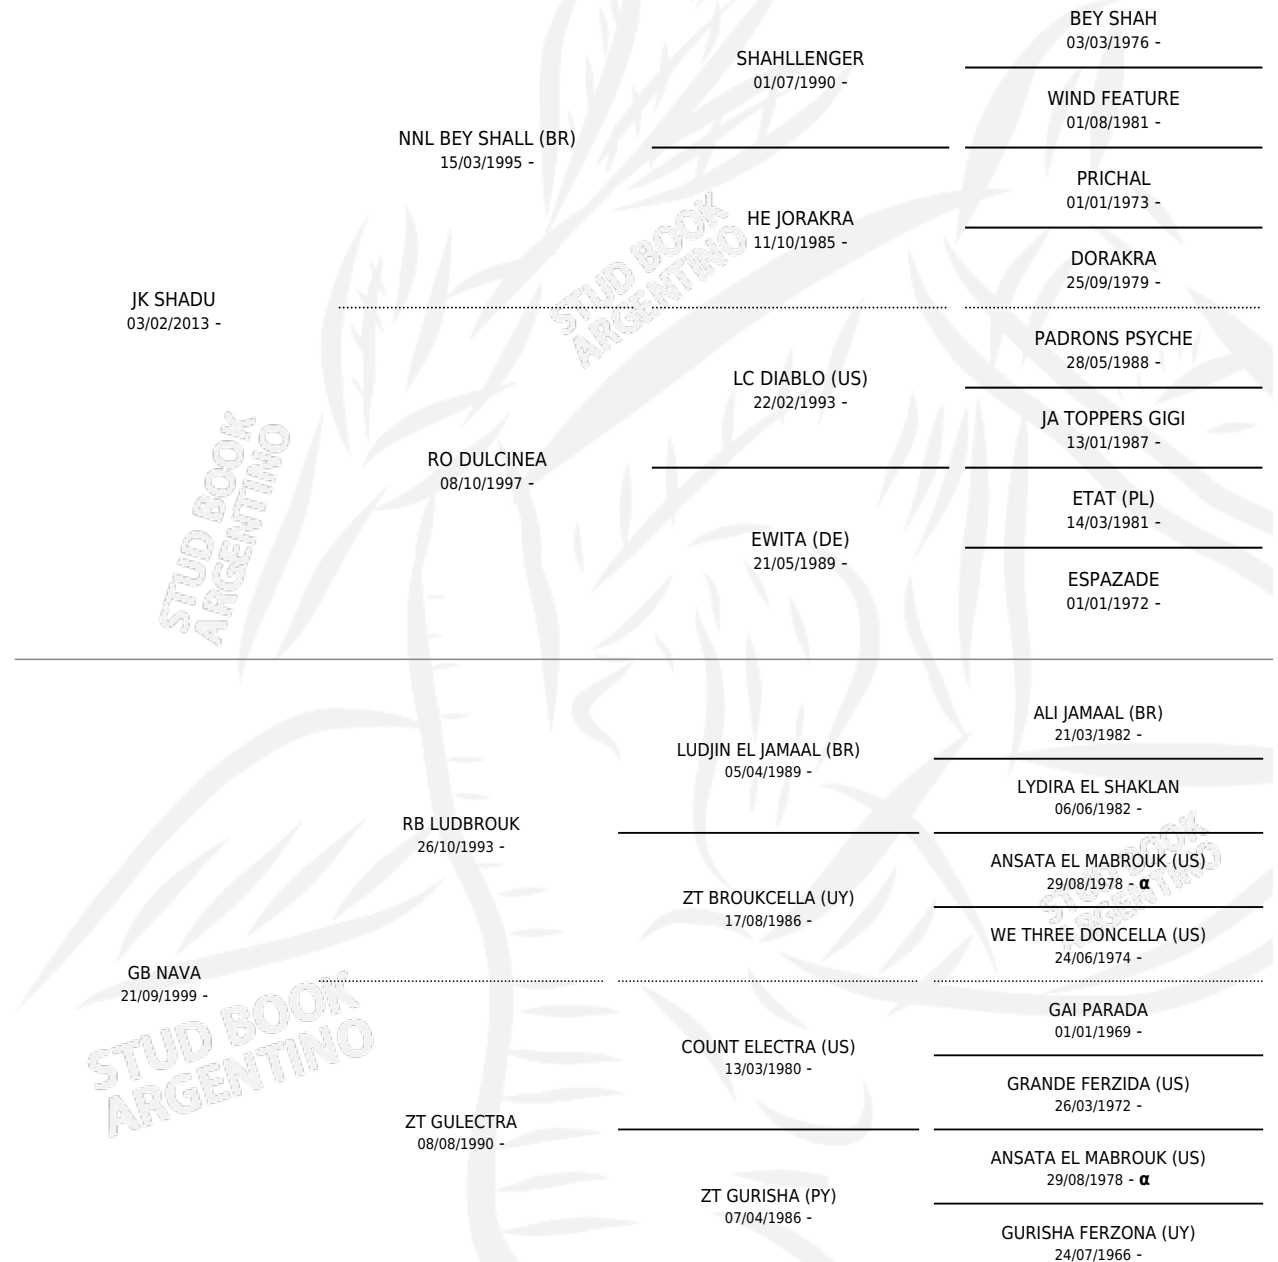 BEY SHAH
03/03/1976 -
SHAHLLENGER
01/07/1990 -
WIND FEATURE
01/08/1981 -
NNL BEY SHALL (BR)
15/03/1995 -
PRICHAL
01/01/1973 -
HE JORAKRA
11/10/1985 -
DORAKRA
25/09/1979 -
JK SHADU
03/02/2013 -
PADRONS PSYCHE
28/05/1988 -
LC DIABLO (US)
22/02/1993 -
JA TOPPERS GIGI
13/01/1987 -
RO DULCINEA
08/10/1997 -
ETAT (PL)
14/03/1981 -
EWITA (DE)
21/05/1989 -
ESPAZADE
01/01/1972 -
ALI JAMAAL (BR)
21/03/1982 -
LUDJIN EL JAMAAL (BR)
05/04/1989 -
LYDIRA EL SHAKLAN
06/06/1982 -
RB LUDBROUK
26/10/1993 -
ANSATA EL MABROUK (US)
29/08/1978 - α
ZT BROUKCELLA (UY)
17/08/1986 -
WE THREE DONCELLA (US)
24/06/1974 -
GB NAVA
21/09/1999 -
GAI PARADA
01/01/1969 -
COUNT ELECTRA (US)
13/03/1980 -
GRANDE FERZIDA (US)
26/03/1972 -
ZT GULECTRA
08/08/1990 -
ANSATA EL MABROUK (US)
29/08/1978 - α
ZT GURISHA (PY)
07/04/1986 -
GURISHA FERZONA (UY)
24/07/1966 -
STUD BOOK
ARGENTINO
STUD BOOK
ARGENTINO
STUD BOOK
ARGENTINO
STUD BOOK
ARGENTINO